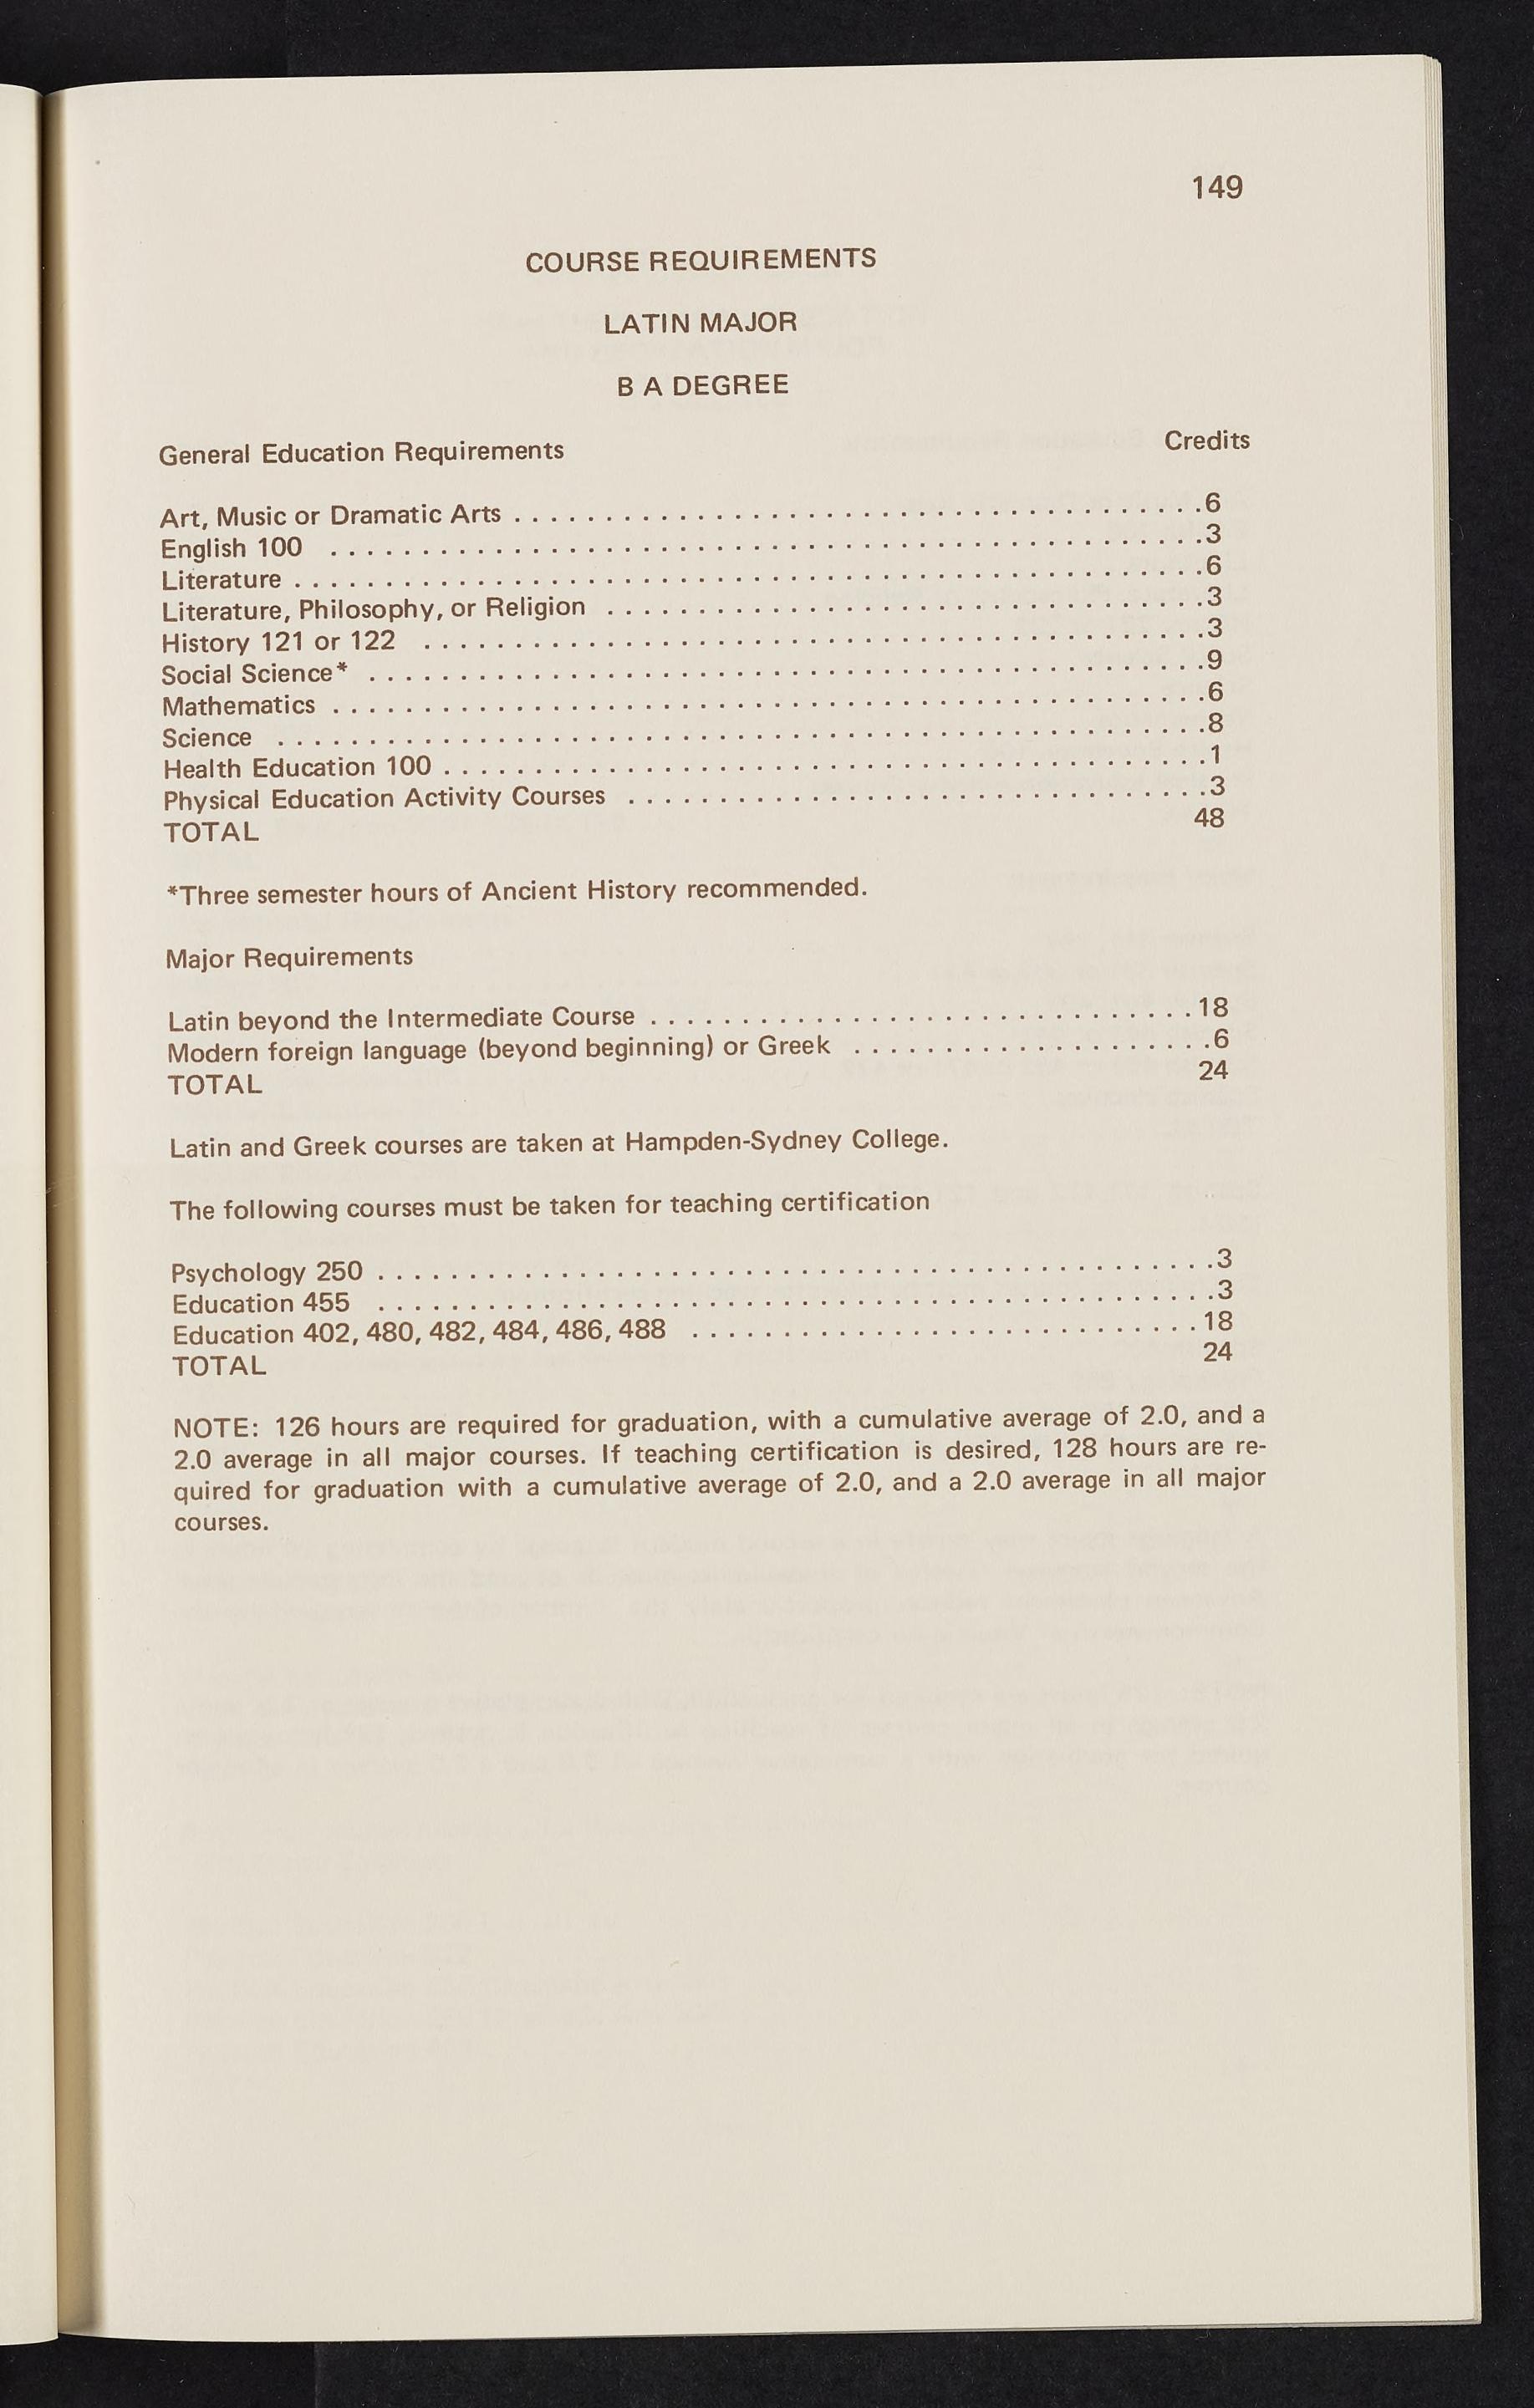 149
COURSE REQUIREMENTS
LATIN MAJOR
B A DEGREE
General Education Requirements Credits
Art, Music or Dramatic Arts . . . . . . . . . . . . . . . . . . . . . . . . . . . . . . . . . . . . . . 6
English 100 . . . . . . . . . . . . . . . . . . . . . . . . . . . . . . . . . . . . . . . . . . . . . . . . 3
Literature . . . . . . . . . . . . . . . . . . . . . . . . . . . . . . . . . . . . . . . . . . . . . . . . . . 6
Literature, Philosophy, or Religion . . . . . . . . . . . . . . . . . . . . . . . . . . . . . . . . . 3
History 121 or 122 . . . . . . . . . . . . . . . . . . . . . . . . . . . . . . . . . . . . . . . . . . . 3
Social Science* . . . . . . . . . . . . . . . . . . . . . . . . . . . . . . . . . . . . . . . . . . . . . . 9
Mathematics . . . . . . . . . . . . . . . . . . . . . . . . . . . . . . . . . . . . . . . . . . . . . . . . 6
Science . . . . . . . . . . . . . . . . . . . . . . . . . . . . . . . . . . . . . . . . . . . . . . . . . . . 8
Health Education 100 . . . . . . . . . . . . . . . . . . . . . . . . . . . . . . . . . . . . . . . . . . 1
Physical Education Activity Courses . . . . . . . . . . . . . . . . . . . . . . . . . . . . . . . . 3
TOTAL 48
*Three semester hours of Ancient History recommended.
Major Requirements
Latin beyond the Intermediate Course . . . . . . . . . . . . . . . . . . . . . . . . . . . . . . 18
Modern foreign language (beyond beginning) or Greek . . . . . . . . . . . . . . . . . . . . 6
TOTAL 24
Latin and Greek courses are taken at Hampden-Sydney College.
The following courses must be taken for teaching certification
Psychology 250 . . . . . . . . . . . . . . . . . . . . . . . . . . . . . . . . . . . . . . . . . . . . . . 3
Education 455 . . . . . . . . . . . . . . . . . . . . . . . . . . . . . . . . . . . . . . . . . . . . . . 3
Education 402, 480, 482, 484, 486, 488 . . . . . . . . . . . . . . . . . . . . . . . . . . . . 18
TOTAL 24
NOTE: 126 hours are required for graduation, with a cumulative average of 2.0, and a
2.0 average in all major courses. If teaching certification is desired, 128 hours are re-
quired for graduation with a cumulative average of 2.0, and a 2.0 average in all major
courses.